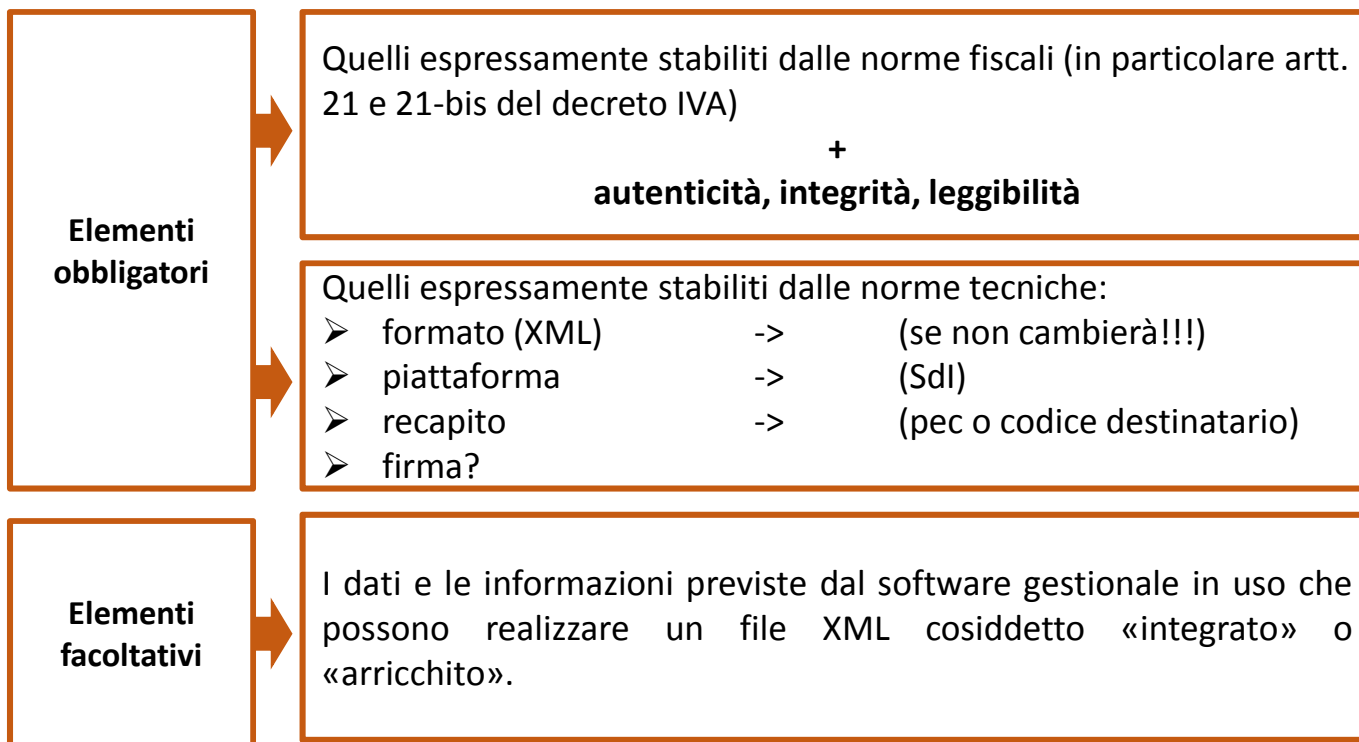 Elementi
obbligatori
Quelli espressamente stabiliti dalle norme fiscali (in particolare artt.
21 e 21-bis del decreto IVA)
+
autenticità, integrità, leggibilità
Quelli espressamente stabiliti dalle norme tecniche:
➢ formato (XML) -> (se non cambierà!!!)
➢ piattaforma -> (SdI)
➢ recapito -> (pec o codice destinatario)
➢ firma?
Elementi
facoltativi
I dati e le informazioni previste dal software gestionale in uso che
possono realizzare un file XML cosiddetto «integrato» o
«arricchito».